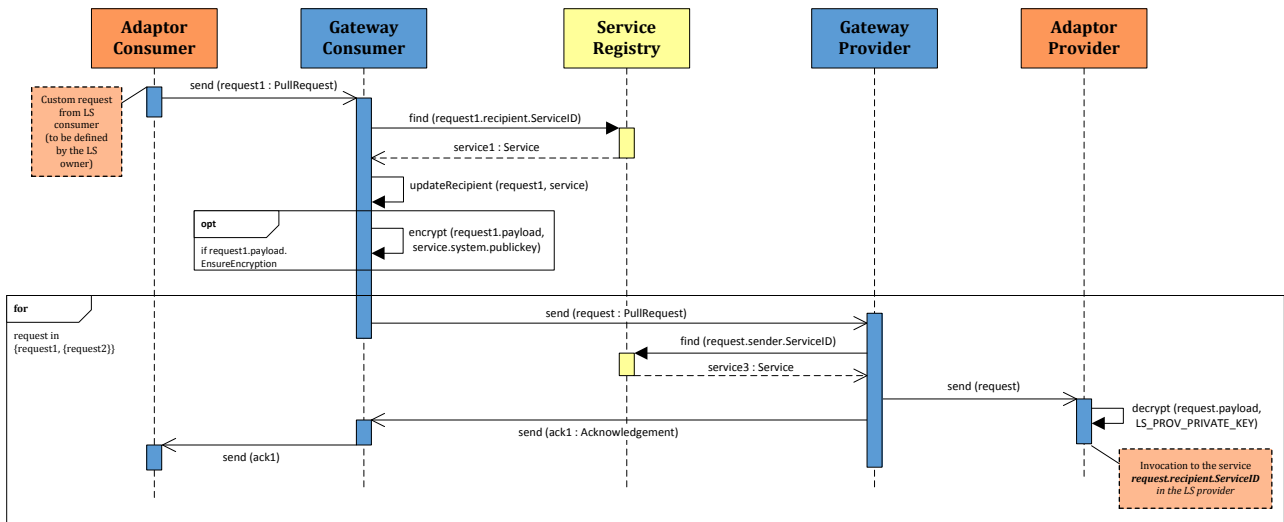 Adaptor
Consumer
Gateway
Consumer
Service
Registry
Gateway
Provider
Adaptor
Provider
Custom request
from LS
consumer
(to be defined
by the LS
owner)
send (request1 : PullRequest)
find (request1.recipient.ServiceID)
service1 : Service
updateRecipient (request1, service)
opt
if request1.payload.
EnsureEncryption
encrypt (request1.payload,
service.system.publickey)
for
request in
{request1, {request2}}
send (request : PullRequest)
find (request.sender.ServiceID)
service3 : Service
send (request)
decrypt (request.payload,
LS_PROV_PRIVATE_KEY)
send (ack1 : Acknowledgement)
send (ack1)
Invocation to the service
request.recipient.ServiceID
in the LS provider